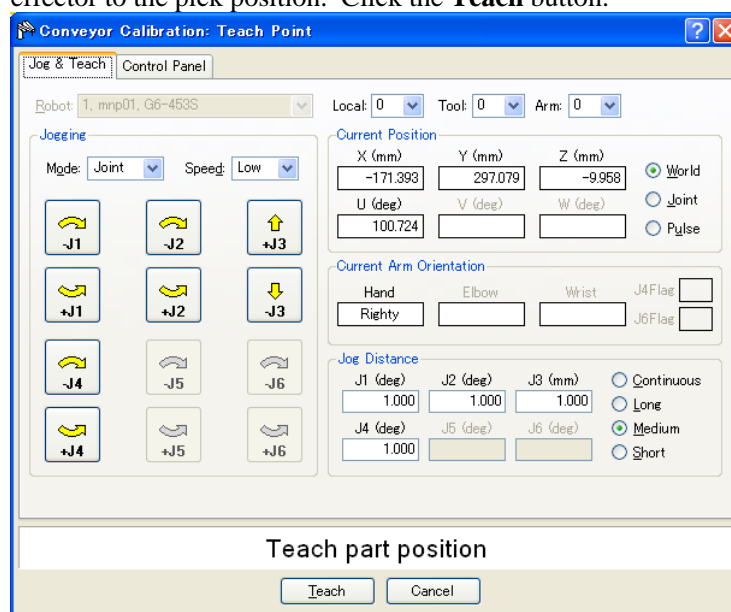 effector to the pick position. Click the Teach button.
Conveyor Calibration: Teach Point
Jog & Teach Control Panel
Robot: 1, mnp01, G6-453S Local: 0 Tool: 0 Arm: 0
Jogging
Mode: Joint Speed: Low
-J1 -J2 +J3
+J1 +J2 -J3
-J4 -J5 -J6
+J4 +J5 +J6
Current Position
X (mm) Y (mm) Z (mm)
-171.393 297.079 -9.958 World
U (deg) V (deg) W (deg) Joint
100.724 Pulse
Current Arm Orientation
Hand Elbow Wrist J4Flag
Righty J6Flag
Jog Distance
J1 (deg) J2 (deg) J3 (mm) Continuous
1.000 1.000 1.000 Long
J4 (deg) J5 (deg) J6 (deg) Medium
1.000 Short
Teach part position
Teach Cancel